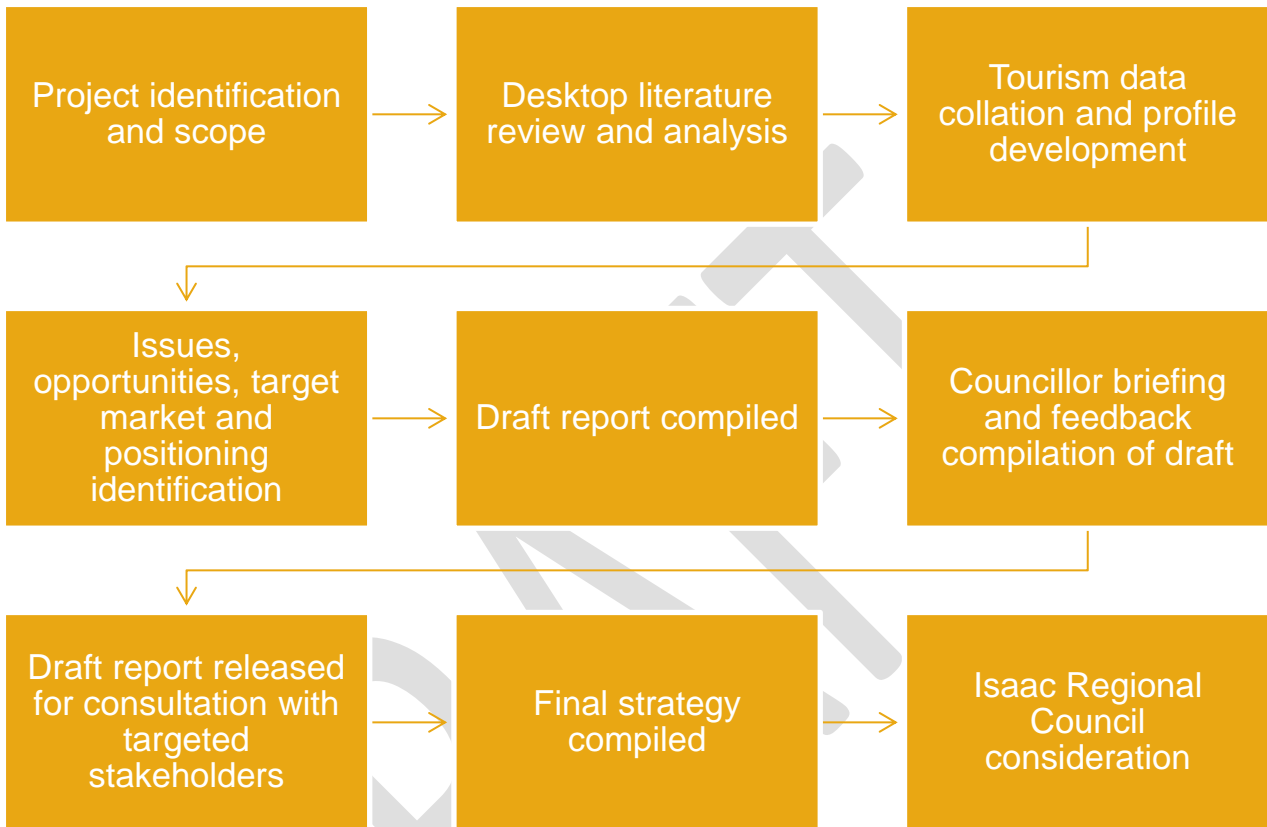 Project identification
and scope
Desktop literature
review and analysis
Tourism data
collation and profile
development
Issues,
opportunities, target
market and
positioning
identification
Draft report compiled
Councillor briefing
and feedback
compilation of draft
Draft report released
for consultation with
targeted
stakeholders
Final strategy
compiled
Isaac Regional
Council
consideration
DRAFT